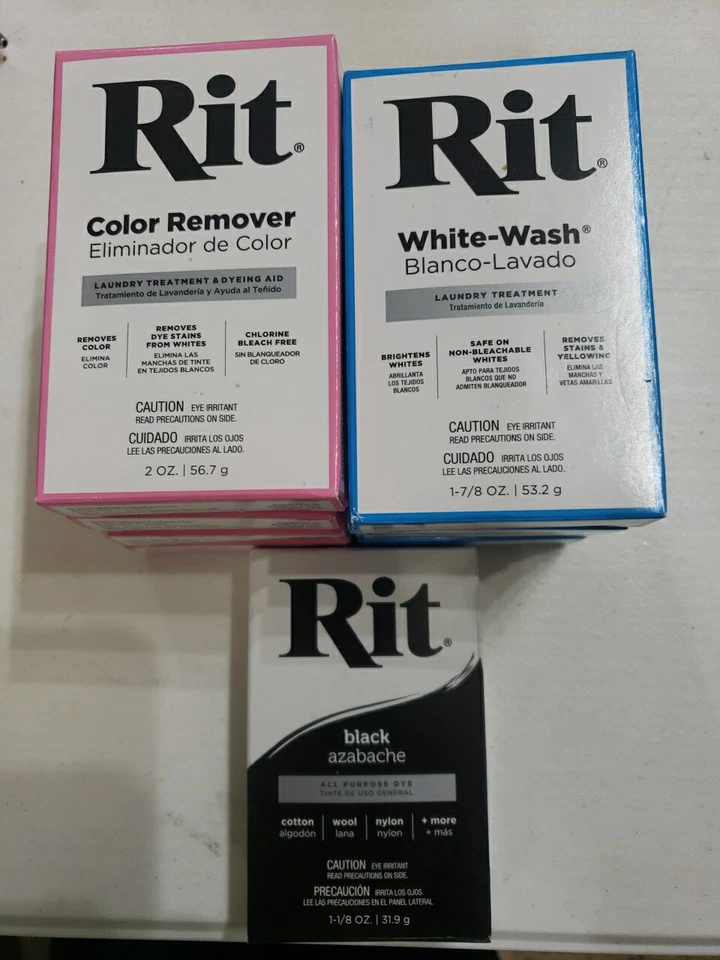 Rit®
Color Remover
Eliminador de Color
LAUNDRY TREATMENT & DYEING AID
Tratamiento de Lavandería y Ayuda al Teñido
REMOVES
COLOR
ELIMINA
COLOR
REMOVES
DYE STAINS
FROM WHITES
ELIMINA LAS
MANCHAS DE TINTE
EN TEJIDOS BLANCOS
CHLORINE
BLEACH FREE
SIN BLANQUEADOR
DE CLORO
CAUTION EYE IRRITANT
READ PRECAUTIONS ON SIDE.
CUIDADO IRRITA LOS OJOS
LEE LAS PRECAUCIONES AL LADO.
2 OZ. | 56.7 g
Rit®
White-Wash®
Blanco-Lavado
LAUNDRY TREATMENT
Tratamiento de Lavandería
BRIGHTENS
WHITES
ABRILLANTA
LOS TEJIDOS
BLANCOS
SAFE ON
NON-BLEACHABLE
WHITES
APTO PARA TEJIDOS
BLANCOS QUE NO
ADMITEN BLANQUEADOR
REMOVES
STAINS &
YELLOWING
ELIMINA LAS
MANCHAS Y
VETAS AMARILLAS
CAUTION EYE IRRITANT
READ PRECAUTIONS ON SIDE.
CUIDADO IRRITA LOS OJOS
LEE LAS PRECAUCIONES AL LADO.
1-7/8 OZ. | 53.2 g
Rit®
black
azabache
ALL PURPOSE DYE
TINTE DE USO GENERAL
cotton
algodón
wool
lana
nylon
nylon
+ more
+ más
CAUTION EYE IRRITANT
READ PRECAUTIONS ON SIDE.
PRECAUCIÓN IRRITA LOS OJOS
LEE LAS PRECAUCIONES EN EL PANEL LATERAL
1-1/8 OZ. | 31.9 g